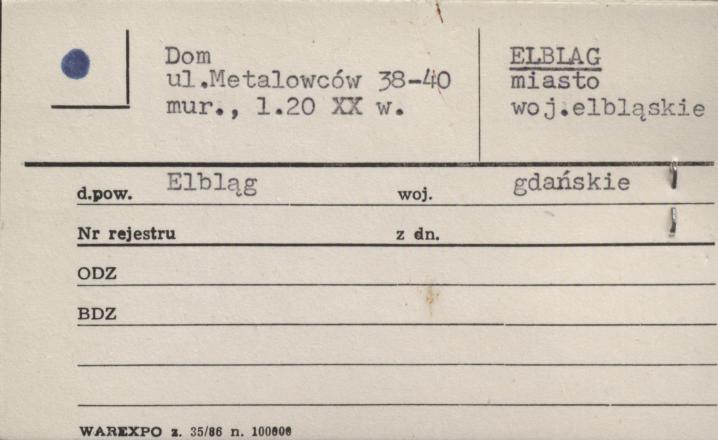 Dom
ul.Metalowców 38-40
mur., l.20 XX w.
ELBLĄG
miasto
woj.elbląskie
d.pow. Elbląg woj. gdańskie
Nr rejestru z dn.
ODZ
BDZ
WAREXPO z. 35/86 n. 100000